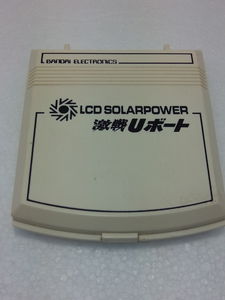 BANDAI ELECTRONICS
LCD SOLARPOWER
激戦Uボート